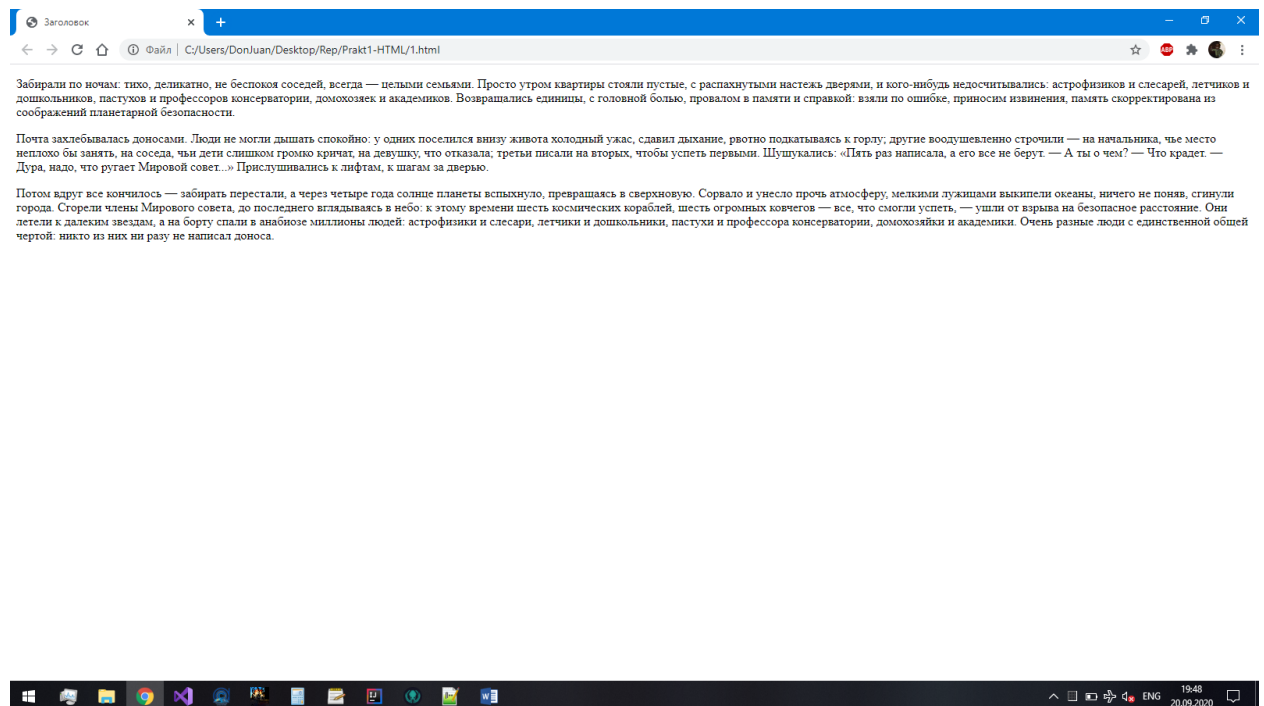 Заголовок
Файл | C:/Users/DonJuan/Desktop/Rep/Prakt1-HTML/1.html
ABP
Забирали по ночам: тихо, деликатно, не беспокоя соседей, всегда — целыми семьями. Просто утром квартиры стояли пустые, с распахнутыми настежь дверями, и кого-нибудь недосчитывались: астрофизиков и слесарей, летчиков и
дошкольников, пастухов и профессоров консерватории, домохозяек и академиков. Возвращались единицы, с головной болью, провалом в памяти и справкой: взяли по ошибке, приносим извинения, память скорректирована из
соображений планетарной безопасности.
Почта захлебывалась доносами. Люди не могли дышать спокойно: у одних поселился внизу живота холодный ужас, сдавил дыхание, рвотно подкатываясь к горлу; другие воодушевленно строчили — на начальника, чье место
неплохо бы занять, на соседа, чьи дети слишком громко кричат, на девушку, что отказала; третьи писали на вторых, чтобы успеть первыми. Шушукались: «Пять раз написала, а его все не берут. — А ты о чем? — Что крадет. —
Дура, надо, что ругает Мировой совет...» Прислушивались к лифтам, к шагам за дверью.
Потом вдруг все кончилось — забирать перестали, а через четыре года солнце планеты вспыхнуло, превращаясь в сверхновую. Сорвало и унесло прочь атмосферу, мелкими лужицами выкипели океаны, ничего не поняв, сгинули
города. Сгорели члены Мирового совета, до последнего вглядываясь в небо: к этому времени шесть космических кораблей, шесть огромных ковчегов — все, что смогли успеть, — ушли от взрыва на безопасное расстояние. Они
летели к далеким звездам, а на борту спали в анабиозе миллионы людей: астрофизики и слесари, летчики и дошкольники, пастухи и профессора консерватории, домохозяйки и академики. Очень разные люди с единственной общей
чертой: никто из них ни разу не написал доноса.
ENG
19:48
20.09.2020